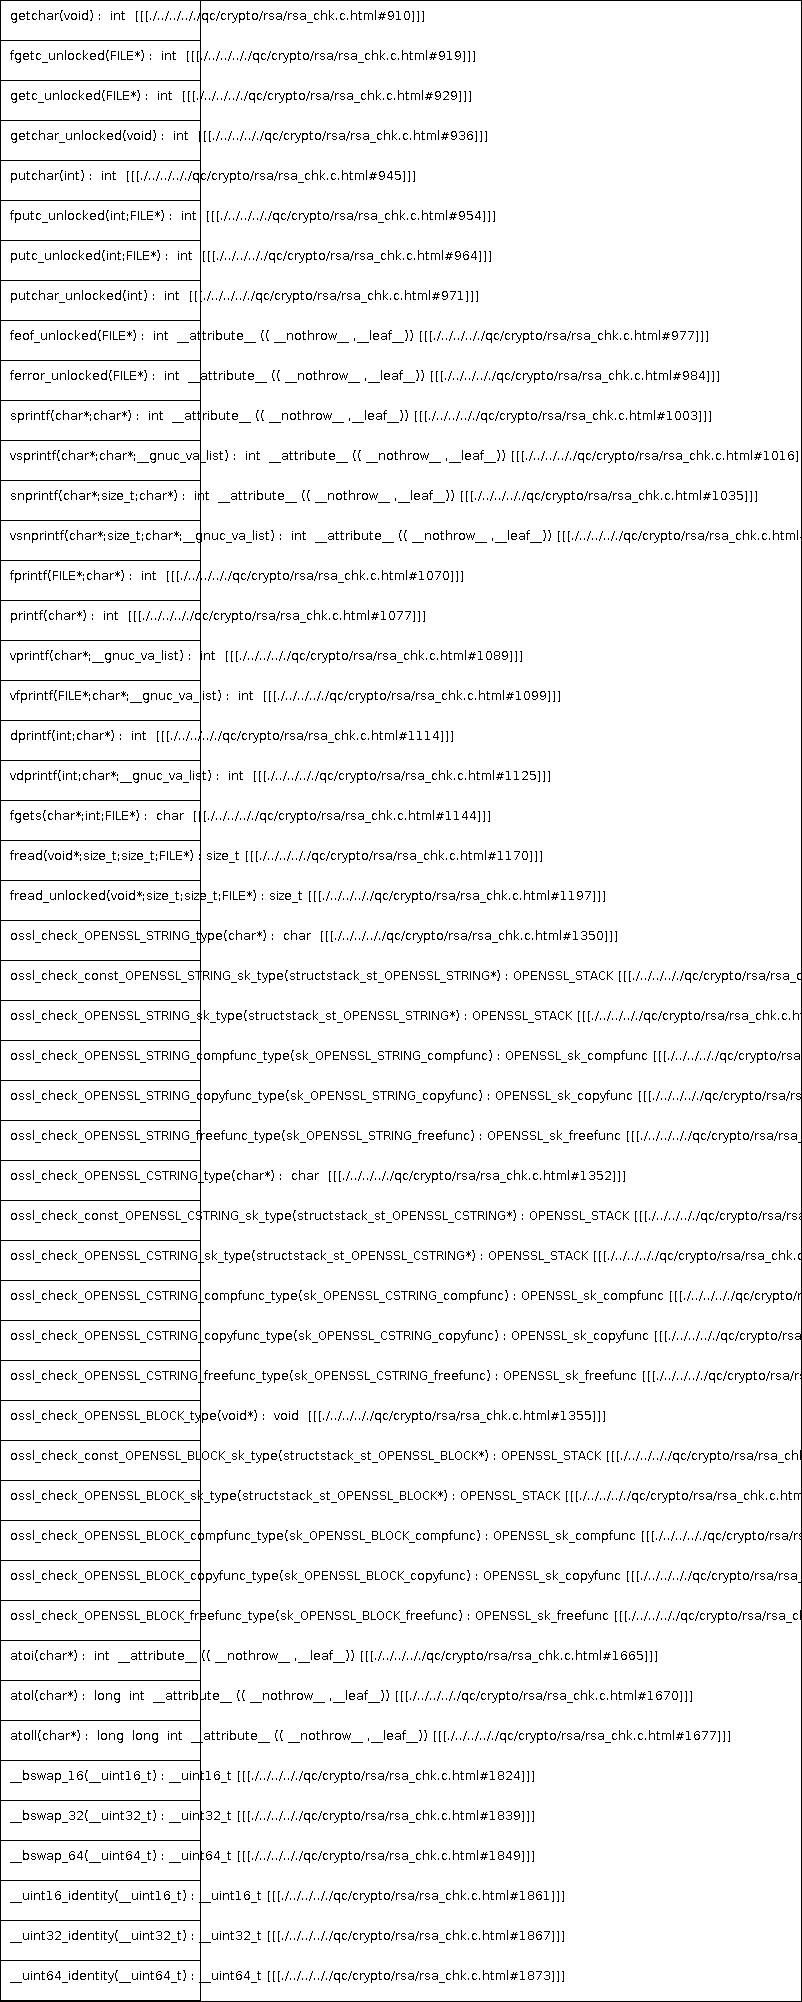 getchar(void) : int [[[./../../../qc/crypto/rsa/rsa_chk.c.html#910]]]
fgetc_unlocked(FILE*) : int [[[./../../../qc/crypto/rsa/rsa_chk.c.html#919]]]
getc_unlocked(FILE*) : int [[[./../../../qc/crypto/rsa/rsa_chk.c.html#929]]]
getchar_unlocked(void) : int [[[./../../../qc/crypto/rsa/rsa_chk.c.html#936]]]
putchar(int) : int [[[./../../../qc/crypto/rsa/rsa_chk.c.html#945]]]
fputc_unlocked(int;FILE*) : int [[[./../../../qc/crypto/rsa/rsa_chk.c.html#954]]]
putc_unlocked(int;FILE*) : int [[[./../../../qc/crypto/rsa/rsa_chk.c.html#964]]]
putchar_unlocked(int) : int [[[./../../../qc/crypto/rsa/rsa_chk.c.html#971]]]
feof_unlocked(FILE*) : int __attribute__ (( __nothrow__ ,__leaf__)) [[[./../../../qc/crypto/rsa/rsa_chk.c.html#977]]]
ferror_unlocked(FILE*) : int __attribute__ (( __nothrow__ ,__leaf__)) [[[./../../../qc/crypto/rsa/rsa_chk.c.html#984]]]
sprintf(char*;char*) : int __attribute__ (( __nothrow__ ,__leaf__)) [[[./../../../qc/crypto/rsa/rsa_chk.c.html#1003]]]
vsprintf(char*;char*;__gnuc_va_list) : int __attribute__ (( __nothrow__ ,__leaf__)) [[[./../../../qc/crypto/rsa/rsa_chk.c.html#1016]
snprintf(char*;size_t;char*) : int __attribute__ (( __nothrow__ ,__leaf__)) [[[./../../../qc/crypto/rsa/rsa_chk.c.html#1035]]]
vsnprintf(char*;size_t;char*;__gnuc_va_list) : int __attribute__ (( __nothrow__ ,__leaf__)) [[[./../../../qc/crypto/rsa/rsa_chk.c.html
fprintf(FILE*;char*) : int [[[./../../../qc/crypto/rsa/rsa_chk.c.html#1070]]]
printf(char*) : int [[[./../../../qc/crypto/rsa/rsa_chk.c.html#1077]]]
vprintf(char*;__gnuc_va_list) : int [[[./../../../qc/crypto/rsa/rsa_chk.c.html#1089]]]
vfprintf(FILE*;char*;__gnuc_va_list) : int [[[./../../../qc/crypto/rsa/rsa_chk.c.html#1099]]]
dprintf(int;char*) : int [[[./../../../qc/crypto/rsa/rsa_chk.c.html#1114]]]
vdprintf(int;char*;__gnuc_va_list) : int [[[./../../../qc/crypto/rsa/rsa_chk.c.html#1125]]]
fgets(char*;int;FILE*) : char [[[./../../../qc/crypto/rsa/rsa_chk.c.html#1144]]]
fread(void*;size_t;size_t;FILE*) : size_t [[[./../../../qc/crypto/rsa/rsa_chk.c.html#1170]]]
fread_unlocked(void*;size_t;size_t;FILE*) : size_t [[[./../../../qc/crypto/rsa/rsa_chk.c.html#1197]]]
ossl_check_OPENSSL_STRING_type(char*) : char [[[./../../../qc/crypto/rsa/rsa_chk.c.html#1350]]]
ossl_check_const_OPENSSL_STRING_sk_type(structstack_st_OPENSSL_STRING*) : OPENSSL_STACK [[[./../../../qc/crypto/rsa/rsa_c
ossl_check_OPENSSL_STRING_sk_type(structstack_st_OPENSSL_STRING*) : OPENSSL_STACK [[[./../../../qc/crypto/rsa/rsa_chk.c.h
ossl_check_OPENSSL_STRING_compfunc_type(sk_OPENSSL_STRING_compfunc) : OPENSSL_sk_compfunc [[[./../../../qc/crypto/rsa/rsa
ossl_check_OPENSSL_STRING_copyfunc_type(sk_OPENSSL_STRING_copyfunc) : OPENSSL_sk_copyfunc [[[./../../../qc/crypto/rsa/rs
ossl_check_OPENSSL_STRING_freefunc_type(sk_OPENSSL_STRING_freefunc) : OPENSSL_sk_freefunc [[[./../../../qc/crypto/rsa/rsa_
ossl_check_OPENSSL_CSTRING_type(char*) : char [[[./../../../qc/crypto/rsa/rsa_chk.c.html#1352]]]
ossl_check_const_OPENSSL_CSTRING_sk_type(structstack_st_OPENSSL_CSTRING*) : OPENSSL_STACK [[[./../../../qc/crypto/rsa/rsa
ossl_check_OPENSSL_CSTRING_sk_type(structstack_st_OPENSSL_CSTRING*) : OPENSSL_STACK [[[./../../../qc/crypto/rsa/rsa_chk.c
ossl_check_OPENSSL_CSTRING_compfunc_type(sk_OPENSSL_CSTRING_compfunc) : OPENSSL_sk_compfunc [[[./../../../qc/crypto/r
ossl_check_OPENSSL_CSTRING_copyfunc_type(sk_OPENSSL_CSTRING_copyfunc) : OPENSSL_sk_copyfunc [[[./../../../qc/crypto/rsa
ossl_check_OPENSSL_CSTRING_freefunc_type(sk_OPENSSL_CSTRING_freefunc) : OPENSSL_sk_freefunc [[[./../../../qc/crypto/rsa/r
ossl_check_OPENSSL_BLOCK_type(void*) : void [[[./../../../qc/crypto/rsa/rsa_chk.c.html#1355]]]
ossl_check_const_OPENSSL_BLOCK_sk_type(structstack_st_OPENSSL_BLOCK*) : OPENSSL_STACK [[[./../../../qc/crypto/rsa/rsa_chk
ossl_check_OPENSSL_BLOCK_sk_type(structstack_st_OPENSSL_BLOCK*) : OPENSSL_STACK [[[./../../../qc/crypto/rsa/rsa_chk.c.htm
ossl_check_OPENSSL_BLOCK_compfunc_type(sk_OPENSSL_BLOCK_compfunc) : OPENSSL_sk_compfunc [[[./../../../qc/crypto/rsa/rs
ossl_check_OPENSSL_BLOCK_copyfunc_type(sk_OPENSSL_BLOCK_copyfunc) : OPENSSL_sk_copyfunc [[[./../../../qc/crypto/rsa/rsa_
ossl_check_OPENSSL_BLOCK_freefunc_type(sk_OPENSSL_BLOCK_freefunc) : OPENSSL_sk_freefunc [[[./../../../qc/crypto/rsa/rsa_cl
atoi(char*) : int __attribute__ (( __nothrow__ ,__leaf__)) [[[./../../../qc/crypto/rsa/rsa_chk.c.html#1665]]]
atol(char*) : long int __attribute__ (( __nothrow__ ,__leaf__)) [[[./../../../qc/crypto/rsa/rsa_chk.c.html#1670]]]
atoll(char*) : long long int __attribute__ (( __nothrow__ ,__leaf__)) [[[./../../../qc/crypto/rsa/rsa_chk.c.html#1677]]]
__bswap_16(__uint16_t) : __uint16_t [[[./../../../qc/crypto/rsa/rsa_chk.c.html#1824]]]
__bswap_32(__uint32_t) : __uint32_t [[[./../../../qc/crypto/rsa/rsa_chk.c.html#1839]]]
__bswap_64(__uint64_t) : __uint64_t [[[./../../../qc/crypto/rsa/rsa_chk.c.html#1849]]]
__uint16_identity(__uint16_t) : __uint16_t [[[./../../../qc/crypto/rsa/rsa_chk.c.html#1861]]]
__uint32_identity(__uint32_t) : __uint32_t [[[./../../../qc/crypto/rsa/rsa_chk.c.html#1867]]]
__uint64_identity(__uint64_t) : __uint64_t [[[./../../../qc/crypto/rsa/rsa_chk.c.html#1873]]]